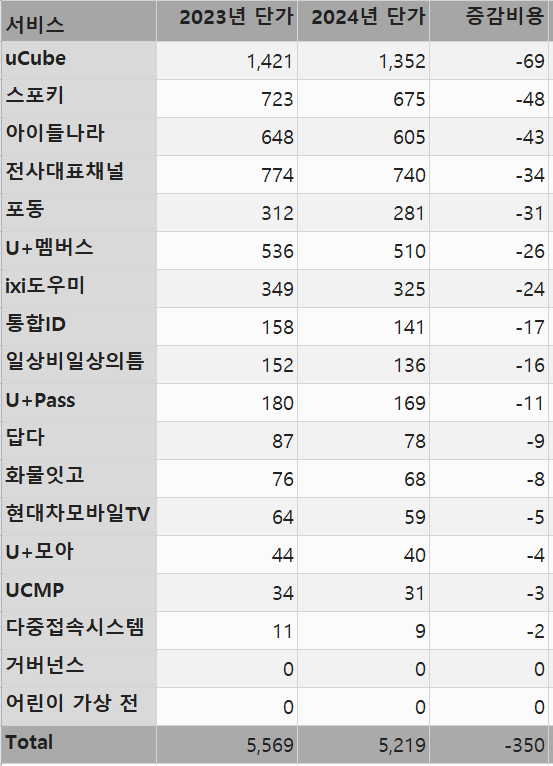 서비스 2023년 단가 2024년 단가 증감비용
uCube 1,421 1,352 -69
스포키 723 675 -48
아이들나라 648 605 -43
전사대표채널 774 740 -34
포동 312 281 -31
U+멤버스 536 510 -26
ixi도우미 349 325 -24
통합ID 158 141 -17
일상비일상의틈 152 136 -16
U+Pass 180 169 -11
답다 87 78 -9
화물잇고 76 68 -8
현대차모바일TV 64 59 -5
U+모아 44 40 -4
UCMP 34 31 -3
다중접속시스템 11 9 -2
거버넌스 0 0 0
어린이 가상 전 0 0 0
Total 5,569 5,219 -350